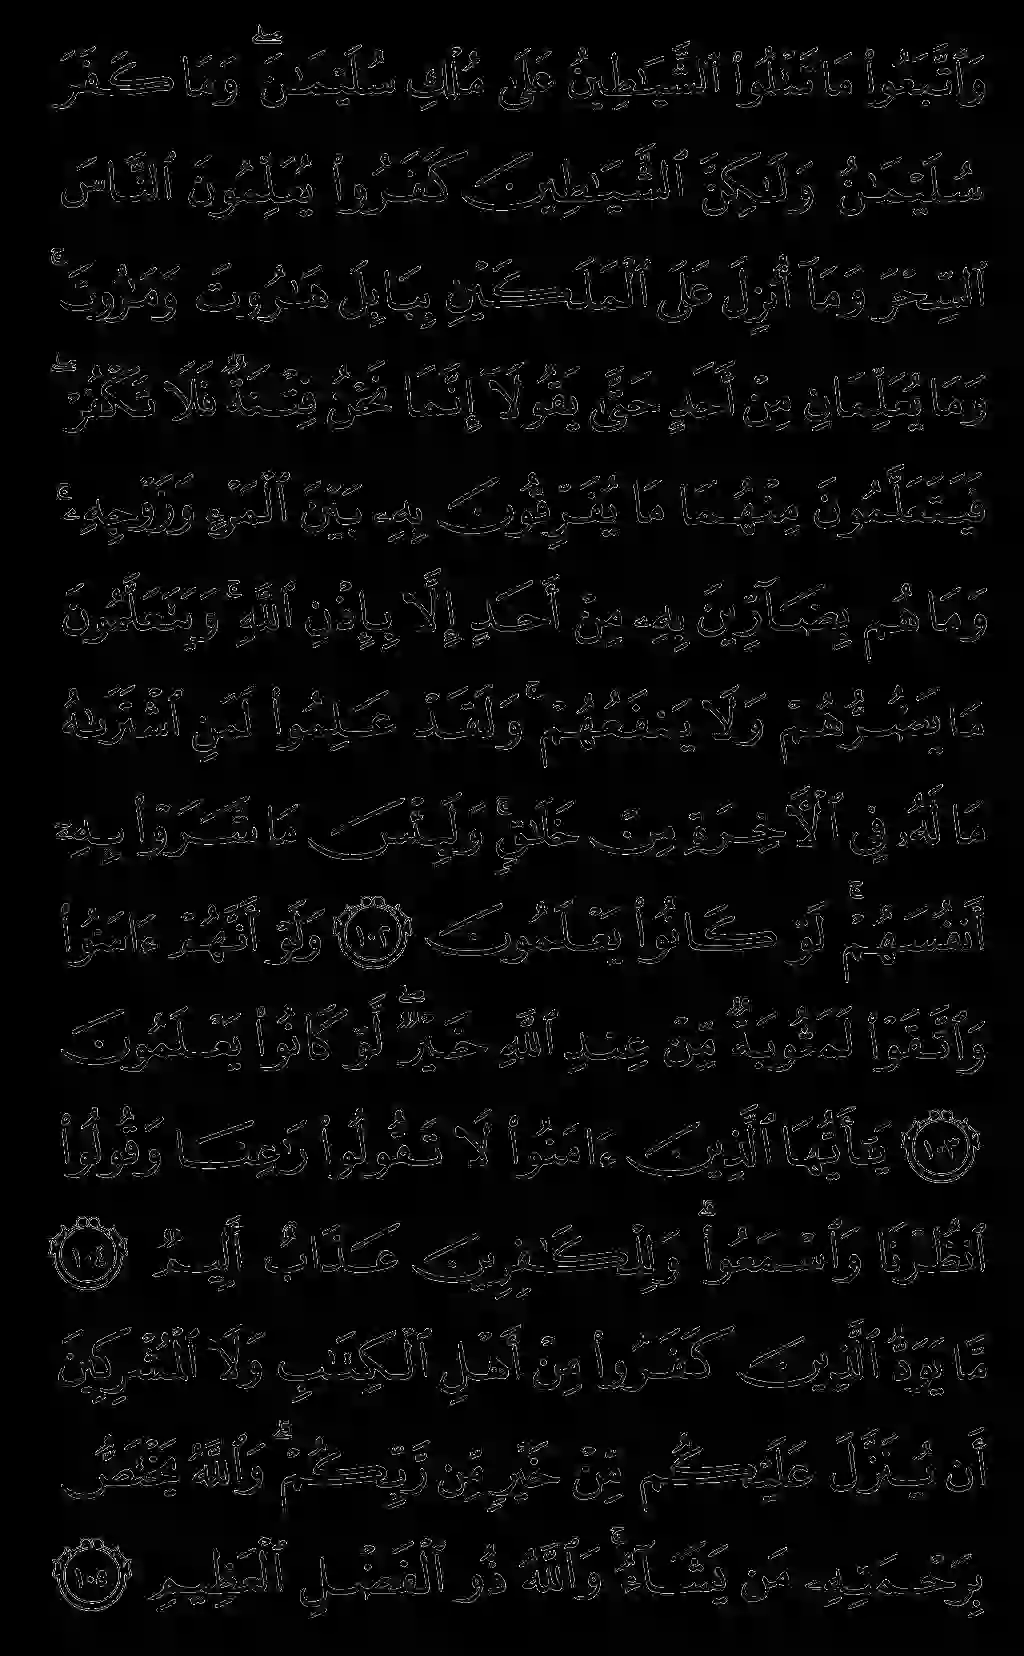 وَٱتَّبَعُوا۟ مَا تَتْلُوا۟ ٱلشَّيَـٰطِينُ عَلَىٰ مُلْكِ سُلَيْمَـٰنَ ۖ وَمَا كَفَرَ
سُلَيْمَـٰنُ وَلَـٰكِنَّ ٱلشَّيَـٰطِينَ كَفَرُوا۟ يُعَلِّمُونَ ٱلنَّاسَ
ٱلسِّحْرَ وَمَآ أُنزِلَ عَلَى ٱلْمَلَكَيْنِ بِبَابِلَ هَـٰرُوتَ وَمَـٰرُوتَ ۚ
وَمَا يُعَلِّمَانِ مِنْ أَحَدٍ حَتَّىٰ يَقُولَآ إِنَّمَا نَحْنُ فِتْنَةٌ فَلَا تَكْفُرْ ۖ
فَيَتَعَلَّمُونَ مِنْهُمَا مَا يُفَرِّقُونَ بِهِۦ بَيْنَ ٱلْمَرْءِ وَزَوْجِهِۦ ۚ
وَمَا هُم بِضَآرِّينَ بِهِۦ مِنْ أَحَدٍ إِلَّا بِإِذْنِ ٱللَّهِ ۚ وَيَتَعَلَّمُونَ
مَا يَضُرُّهُمْ وَلَا يَنفَعُهُمْ ۚ وَلَقَدْ عَلِمُوا۟ لَمَنِ ٱشْتَرَىٰهُ
مَا لَهُۥ فِى ٱلْـَٔاخِرَةِ مِنْ خَلَـٰقٍ ۚ وَلَبِئْسَ مَا شَرَوْا۟ بِهِۦٓ
أَنفُسَهُمْ ۚ لَوْ كَانُوا۟ يَعْلَمُونَ ١٠٢ وَلَوْ أَنَّهُمْ ءَامَنُوا۟
وَٱتَّقَوْا۟ لَمَثُوبَةٌ مِّنْ عِندِ ٱللَّهِ خَيْرٌ ۖ لَّوْ كَانُوا۟ يَعْلَمُونَ
١٠٣ يَـٰٓأَيُّهَا ٱلَّذِينَ ءَامَنُوا۟ لَا تَقُولُوا۟ رَٰعِنَا وَقُولُوا۟
ٱنظُرْنَا وَٱسْمَعُوا۟ ۗ وَلِلْكَـٰفِرِينَ عَذَابٌ أَلِيمٌ ١٠٤
مَّا يَوَدُّ ٱلَّذِينَ كَفَرُوا۟ مِنْ أَهْلِ ٱلْكِتَـٰبِ وَلَا ٱلْمُشْرِكِينَ
أَن يُنَزَّلَ عَلَيْكُم مِّنْ خَيْرٍ مِّن رَّبِّكُمْ ۗ وَٱللَّهُ يَخْتَصُّ
بِرَحْمَتِهِۦ مَن يَشَآءُ ۚ وَٱللَّهُ ذُو ٱلْفَضْلِ ٱلْعَظِيمِ ١٠٥